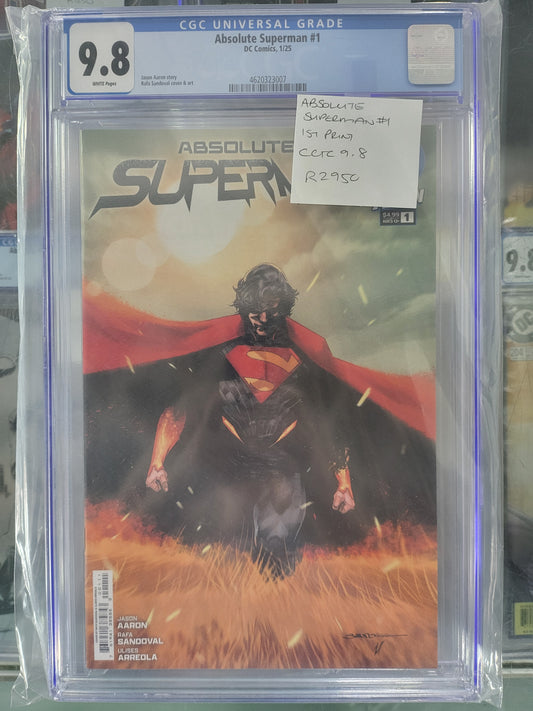 CGC UNIVERSAL GRADE
9.8
WHITE Pages
Absolute Superman #1
DC Comics, 1/25
Jason Aaron story
Rafa Sandoval cover & art
4620323007
ABSOLUTE
SUPERMAN #1
1ST PRINT
CGC 9.8
R2950
ABSOLUTE
SUPERM
$4.99
1
JASON
AARON
RAFA
SANDOVAL
ULISES
ARREOLA
9.8